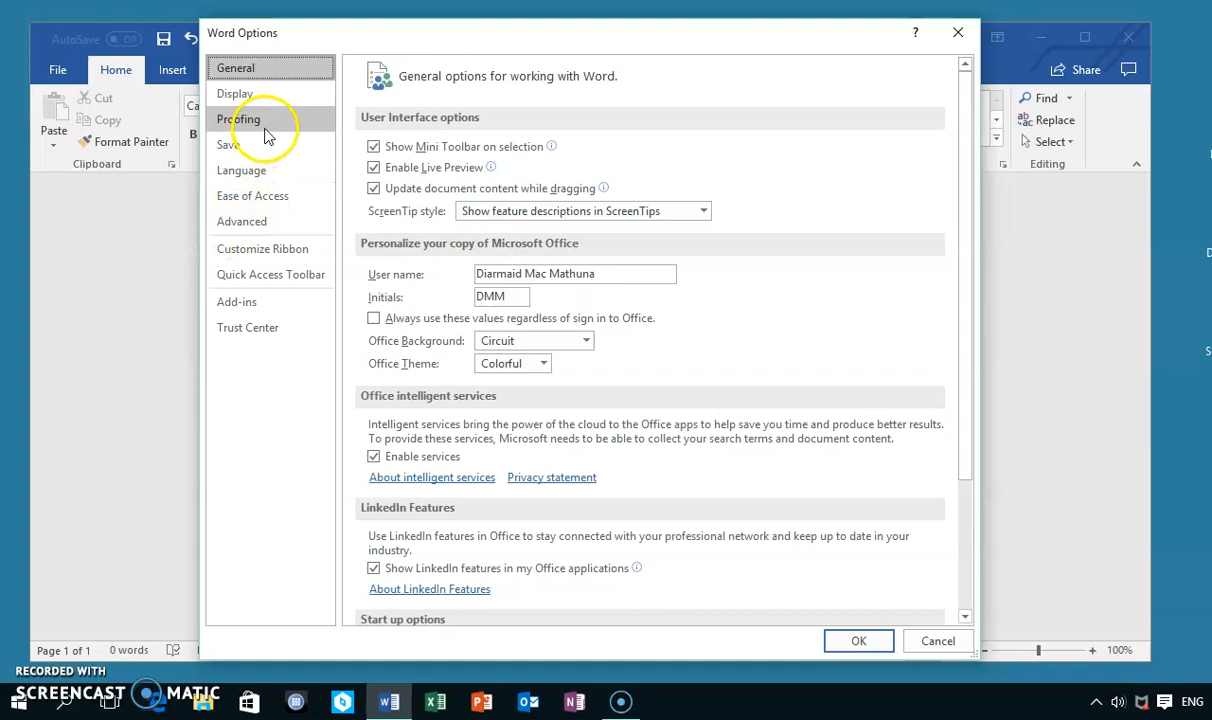 Word Options
?
AutoSave Off
File Home Insert
Share
Paste
Cut
Copy
Format Painter
Clipboard
Ca
B
Find
Replace
Select
Editing
General
Display
Proofing
Save
Language
Ease of Access
Advanced
Customize Ribbon
Quick Access Toolbar
Add-ins
Trust Center
General options for working with Word.
User Interface options
Show Mini Toolbar on selection
Enable Live Preview
Update document content while dragging
ScreenTip style: Show feature descriptions in ScreenTips
Personalize your copy of Microsoft Office
User name: Diarmaid Mac Mathuna
Initials: DMM
Always use these values regardless of sign in to Office.
Office Background: Circuit
Office Theme: Colorful
Office intelligent services
Intelligent services bring the power of the cloud to the Office apps to help save you time and produce better results.
To provide these services, Microsoft needs to be able to collect your search terms and document content.
Enable services
About intelligent services Privacy statement
LinkedIn Features
Use LinkedIn features in Office to stay connected with your professional network and keep up to date in your
industry.
Show LinkedIn features in my Office applications
About LinkedIn Features
Start up options
OK Cancel
Page 1 of 1 0 words
100%
RECORDED WITH
SCREENCAST MATIC
ENG